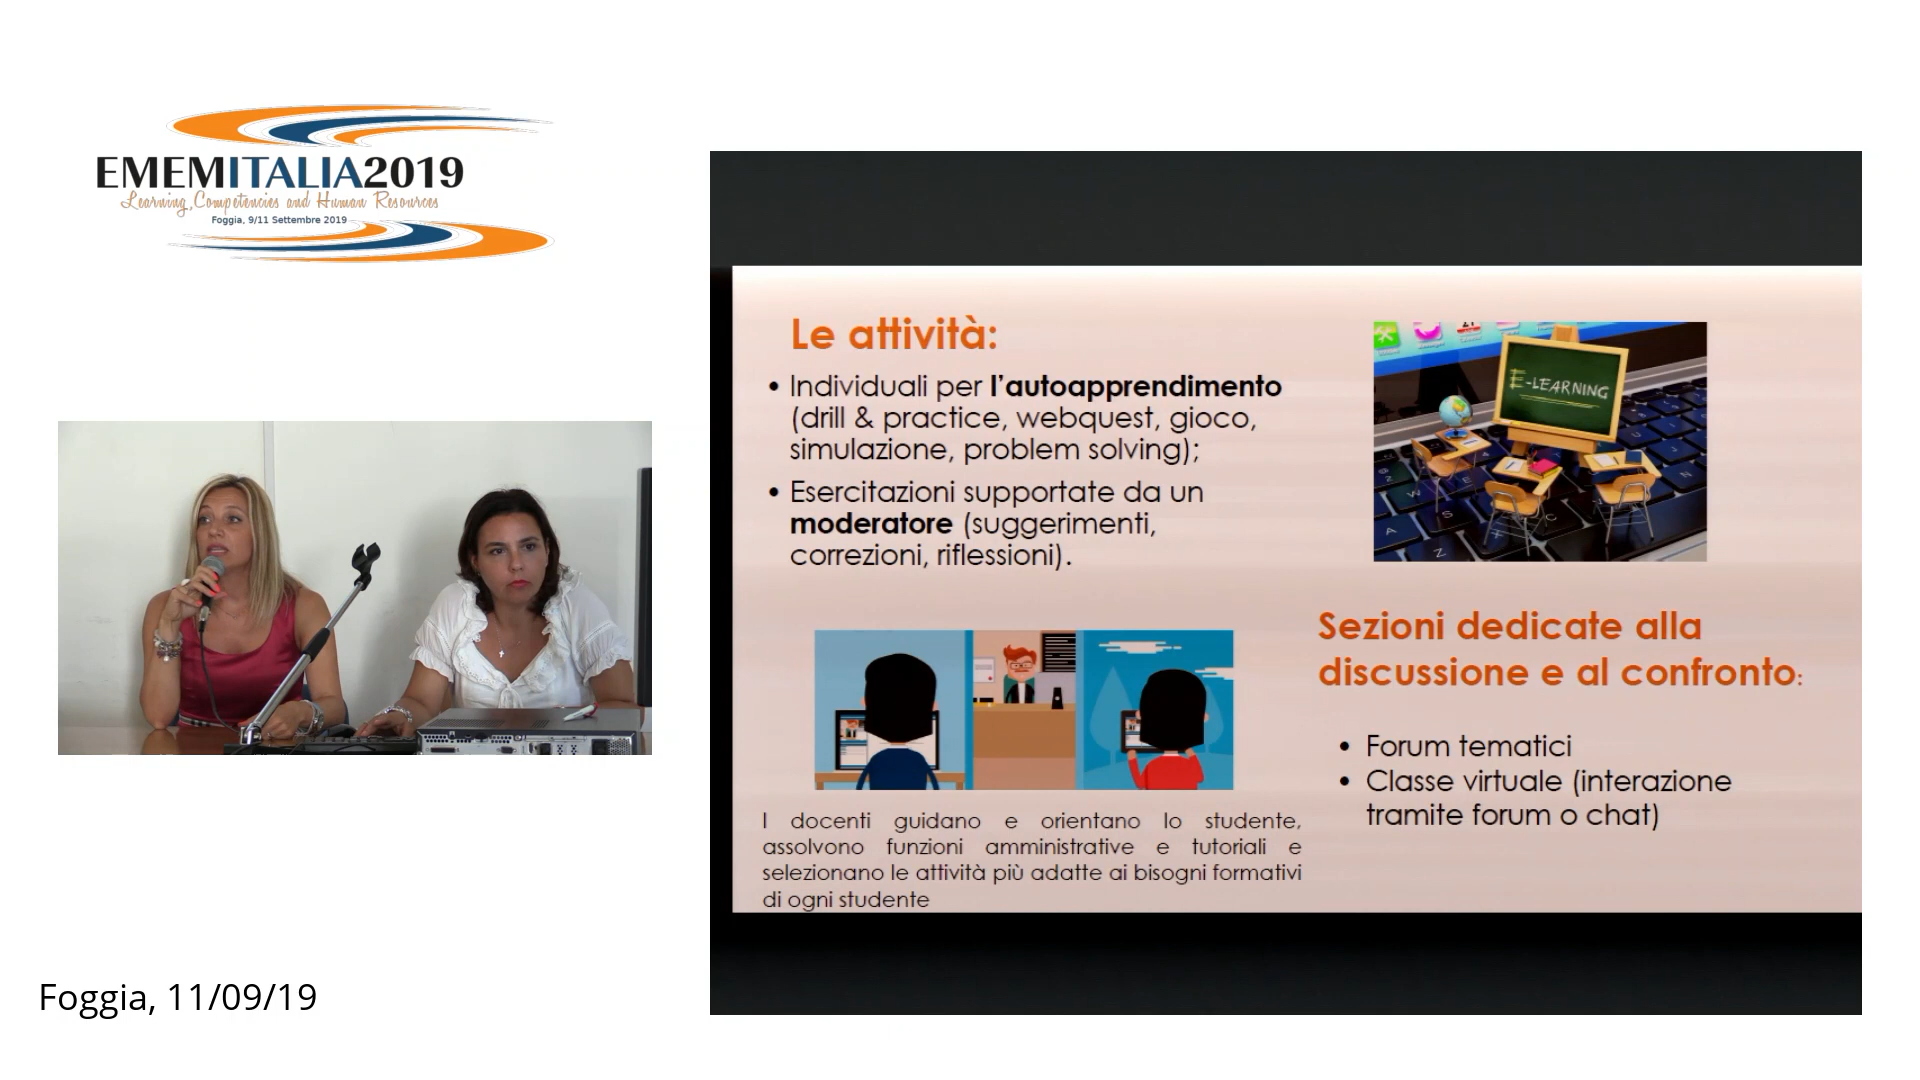 EMEMITALIA2019
Learning, Competencies and Human Resources
Foggia, 9/11 Settembre 2019
Le attività:
• Individuali per l'autoapprendimento
(drill & practice, webquest, gioco,
simulazione, problem solving);
• Esercitazioni supportate da un
moderatore (suggerimenti,
correzioni, riflessioni).
I docenti guidano e orientano lo studente,
assolvono funzioni amministrative e tutoriali e
selezionano le attività più adatte ai bisogni formativi
di ogni studente
E-LEARNING
Sezioni dedicate alla
discussione e al confronto:
• Forum tematici
• Classe virtuale (interazione
tramite forum o chat)
Foggia, 11/09/19